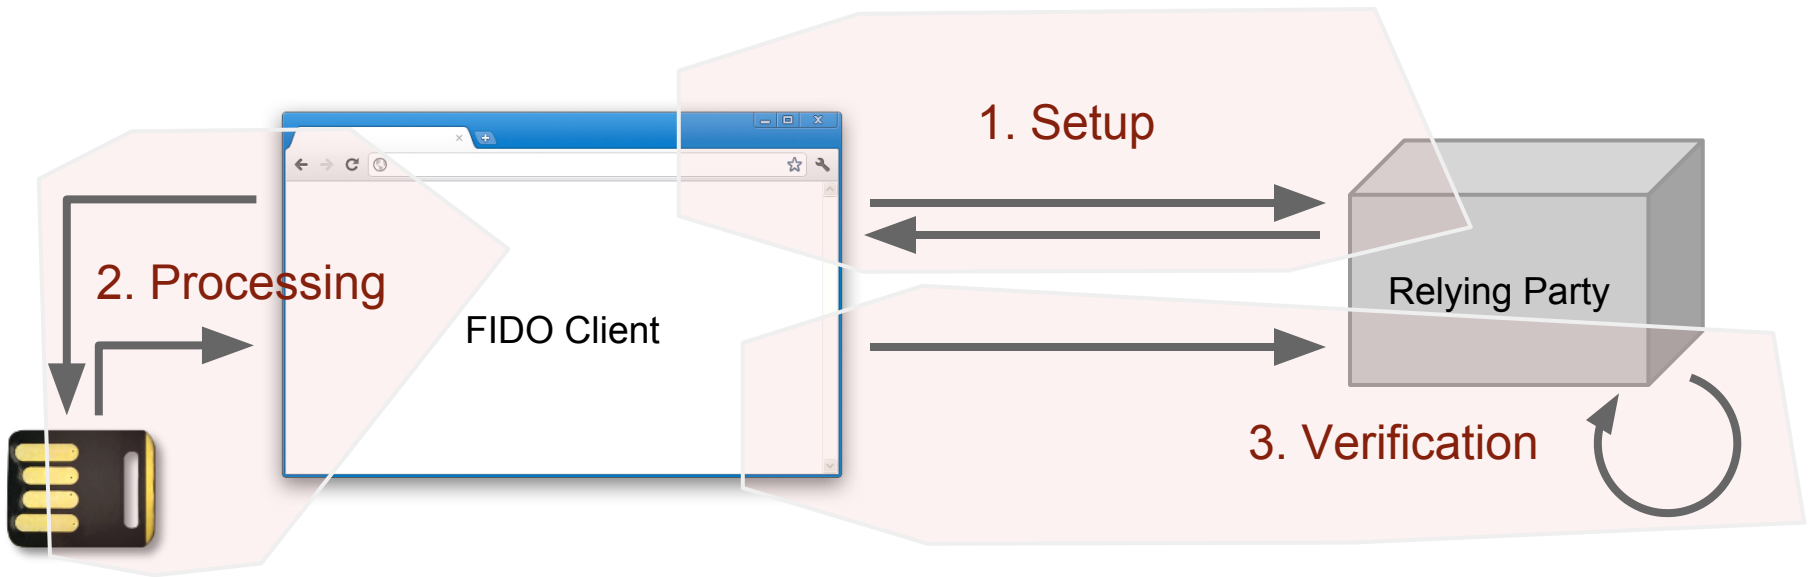 1. Setup
2. Processing
FIDO Client
Relying Party
3. Verification